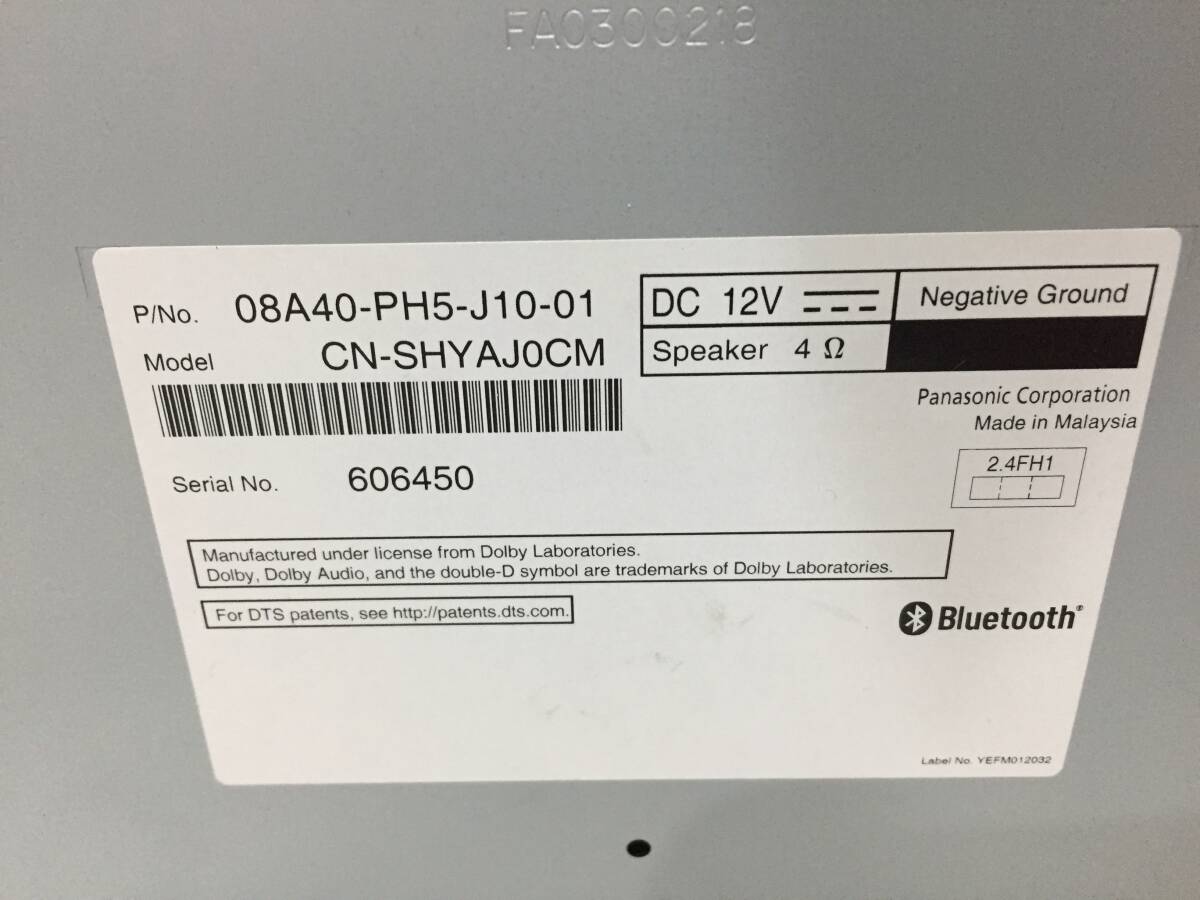 FA0300218
P/No. 08A40-PH5-J10-01
Model CN-SHYAJ0CM
DC 12V
Negative Ground
Speaker 4 Ω
Panasonic Corporation
Made in Malaysia
2.4FH1
Serial No. 606450
Manufactured under license from Dolby Laboratories.
Dolby, Dolby Audio, and the double-D symbol are trademarks of Dolby Laboratories.
For DTS patents, see http://patents.dts.com.
Bluetooth®
Label No. YEFM012032